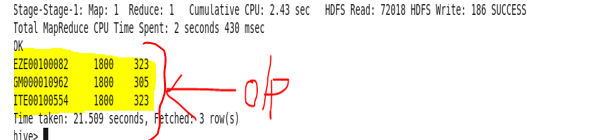 Stage-Stage-1: Map: 1  Reduce: 1   Cumulative CPU: 2.43 sec   HDFS Read: 72018 HDFS Write: 186 SUCCESS
Total MapReduce CPU Time Spent: 2 seconds 430 msec
OK
EZE00100082     1800    323
GM000010962     1800    305
ITE00100554     1800    323
O/P
Time taken: 21.509 seconds, Fetched: 3 row(s)
hive>